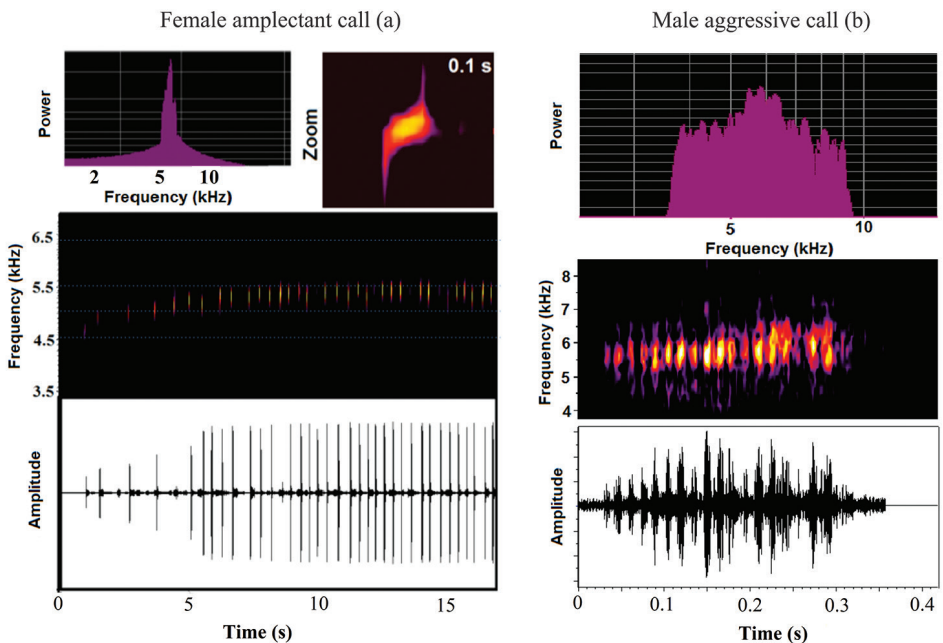 Female amplectant call (a)
Male aggressive call (b)
Power
2 5 10
Frequency (kHz)
Zoom
0.1 s
Power
5 10
Frequency (kHz)
Frequency (kHz)
6.5
5.5
5.0
4.5
3.5
Frequency (kHz)
8
7
6
5
4
Amplitude
0 5 10 15
Time (s)
Amplitude
0 0.1 0.2 0.3 0.4
Time (s)